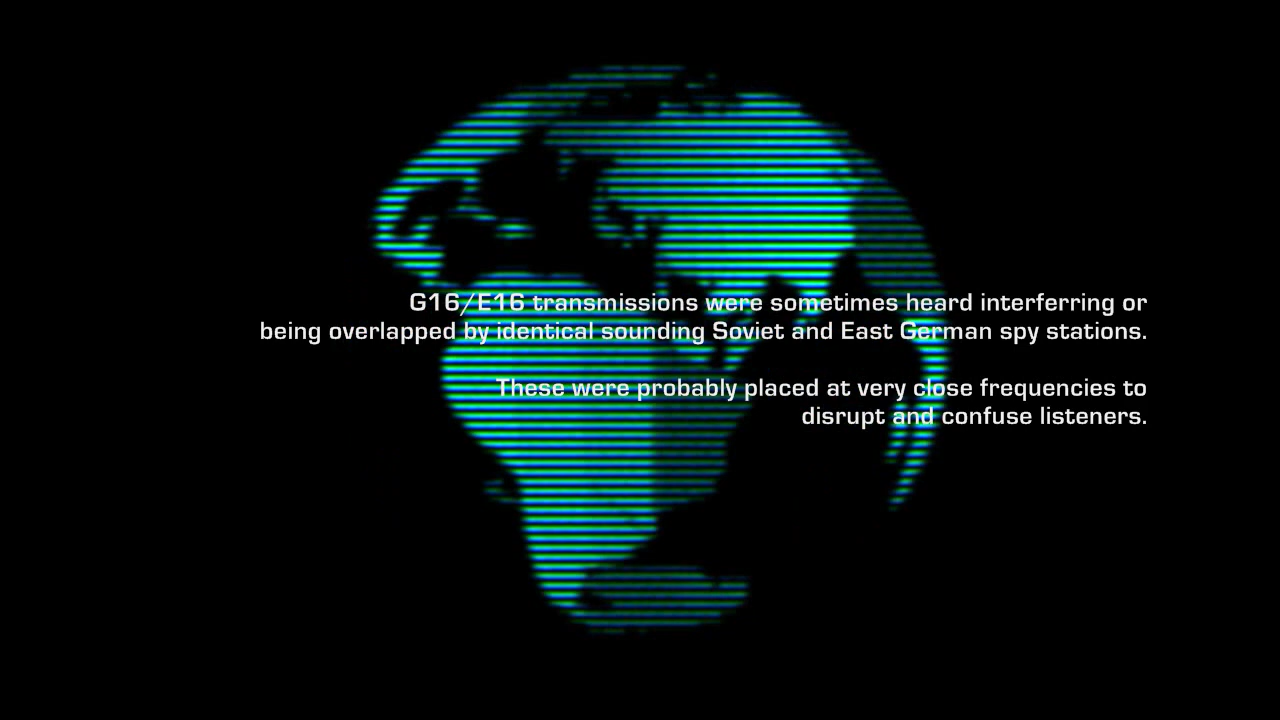 G16/E16 transmissions were sometimes heard interferring or
being overlapped by identical sounding Soviet and East German spy stations.
These were probably placed at very close frequencies to
disrupt and confuse listeners.